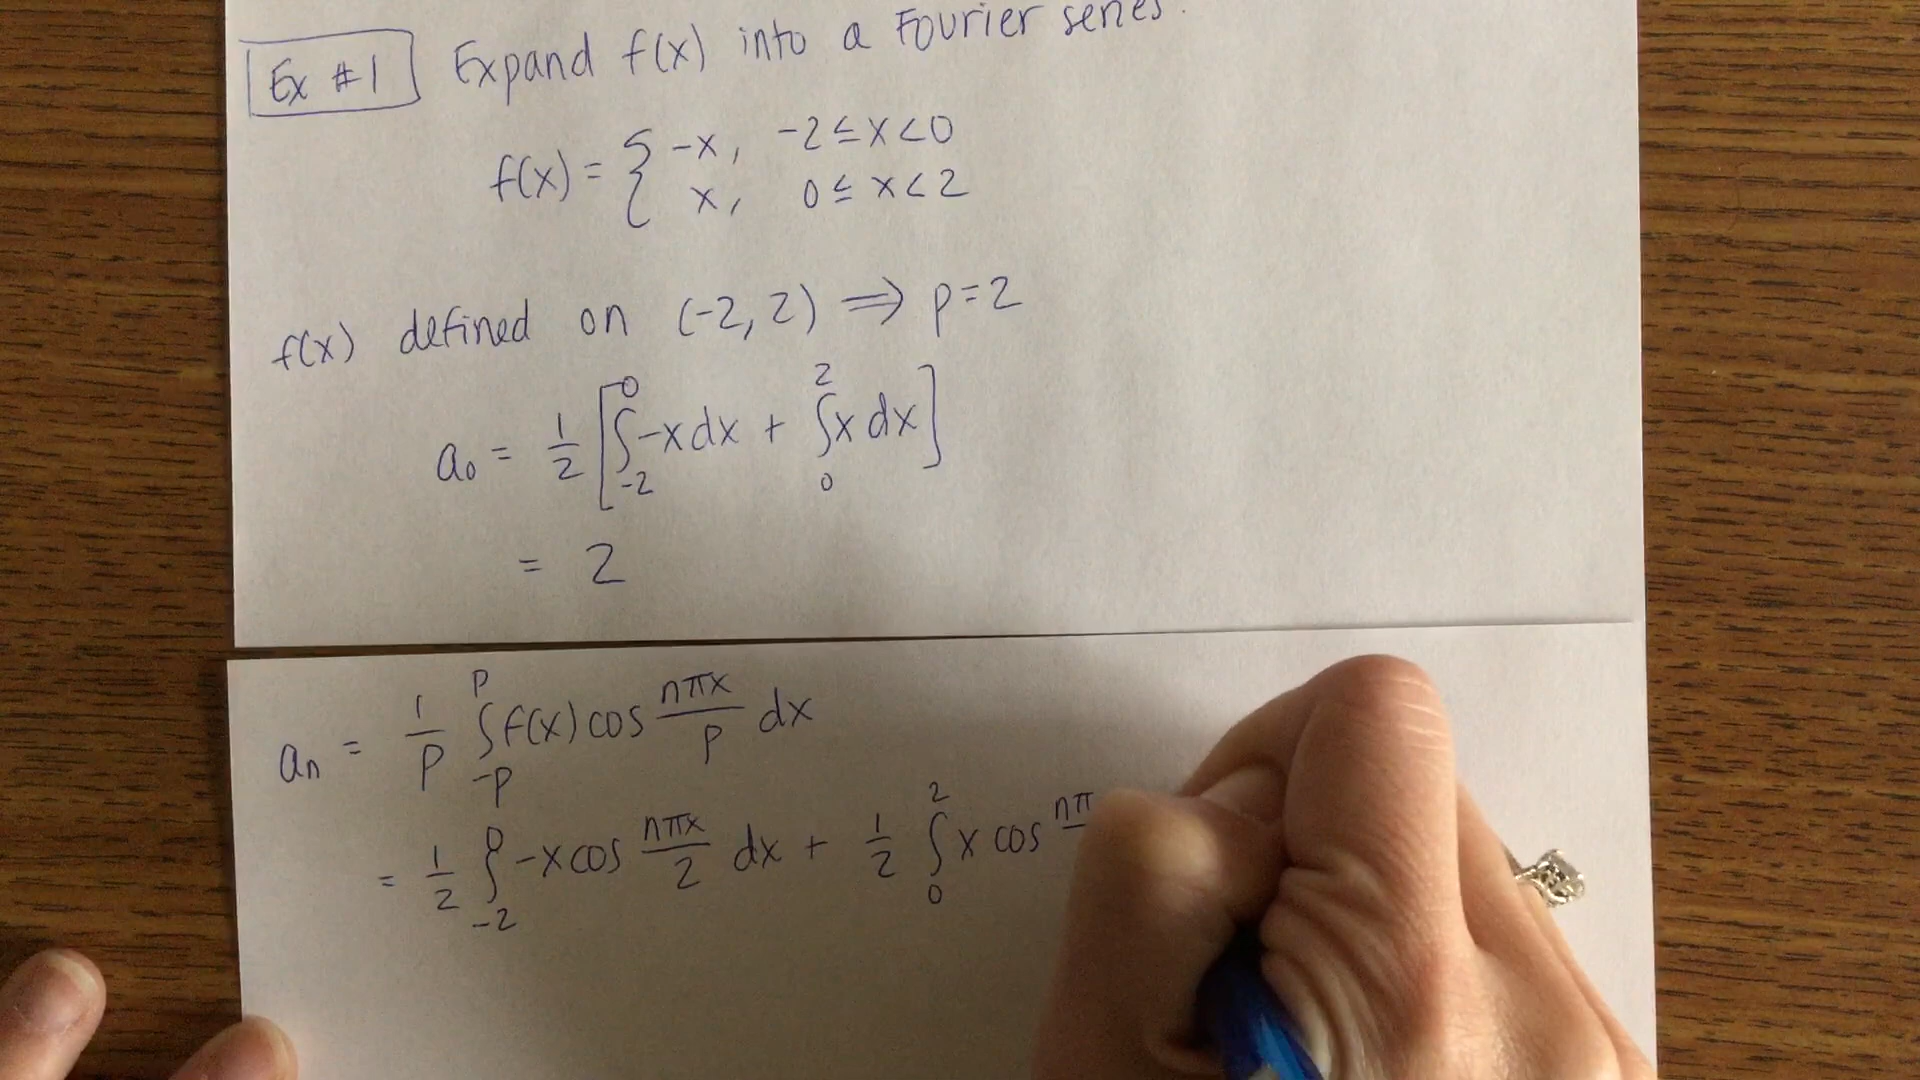 Ex #1 Expand f(x) into a Fourier series.
f(x) = { -x, -2 ≤ x < 0
x, 0 ≤ x < 2
f(x) defined on (-2, 2) ⟹ p = 2
a₀ = 1/2 [∫_{-2}^{0} -x dx + ∫_{0}^{2} x dx]
= 2
aₙ = 1/p ∫_{-p}^{p} f(x) cos nπx/p dx
= 1/2 ∫_{-2}^{0} -x cos nπx/2 dx + 1/2 ∫_{0}^{2} x cos nπ